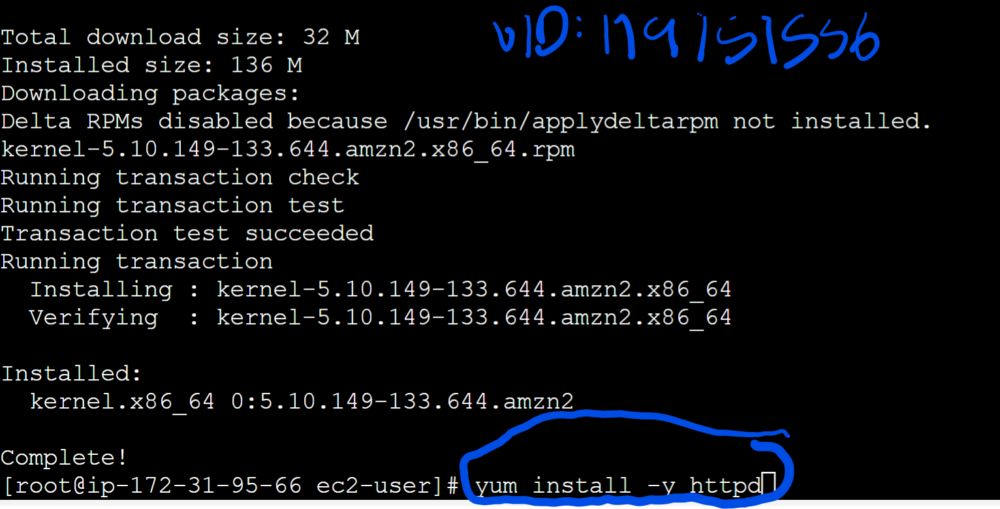 UID: 1191515556
Total download size: 32 M
Installed size: 136 M
Downloading packages:
Delta RPMs disabled because /usr/bin/applydeltarpm not installed.
kernel-5.10.149-133.644.amzn2.x86_64.rpm
Running transaction check
Running transaction test
Transaction test succeeded
Running transaction
  Installing : kernel-5.10.149-133.644.amzn2.x86_64
  Verifying  : kernel-5.10.149-133.644.amzn2.x86_64
Installed:
  kernel.x86_64 0:5.10.149-133.644.amzn2
Complete!
[root@ip-172-31-95-66 ec2-user]# yum install -y httpd